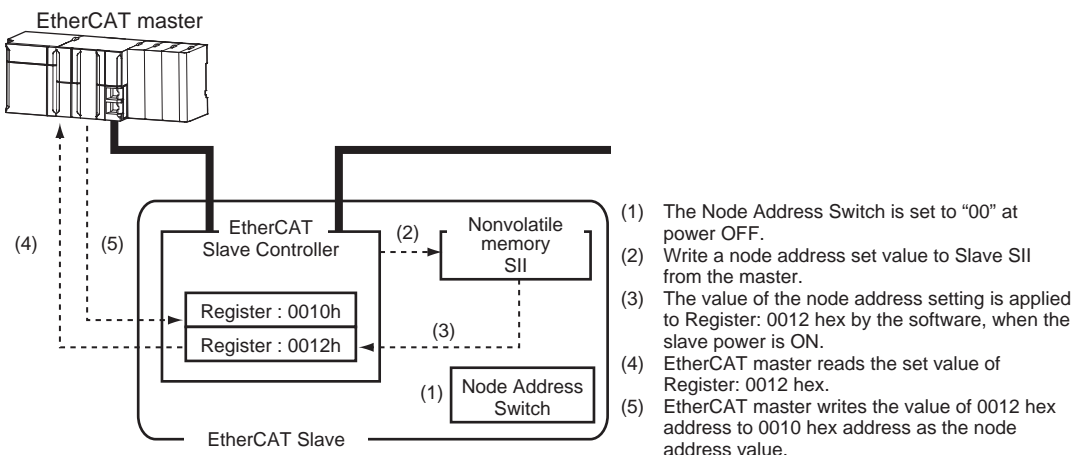 EtherCAT master
(4)
(5)
EtherCAT
Slave Controller
(2)
Nonvolatile
memory
SII
Register : 0010h
Register : 0012h
(3)
(1)
Node Address
Switch
EtherCAT Slave
(1) The Node Address Switch is set to “00” at
power OFF.
(2) Write a node address set value to Slave SII
from the master.
(3) The value of the node address setting is applied
to Register: 0012 hex by the software, when the
slave power is ON.
(4) EtherCAT master reads the set value of
Register: 0012 hex.
(5) EtherCAT master writes the value of 0012 hex
address to 0010 hex address as the node
address value.